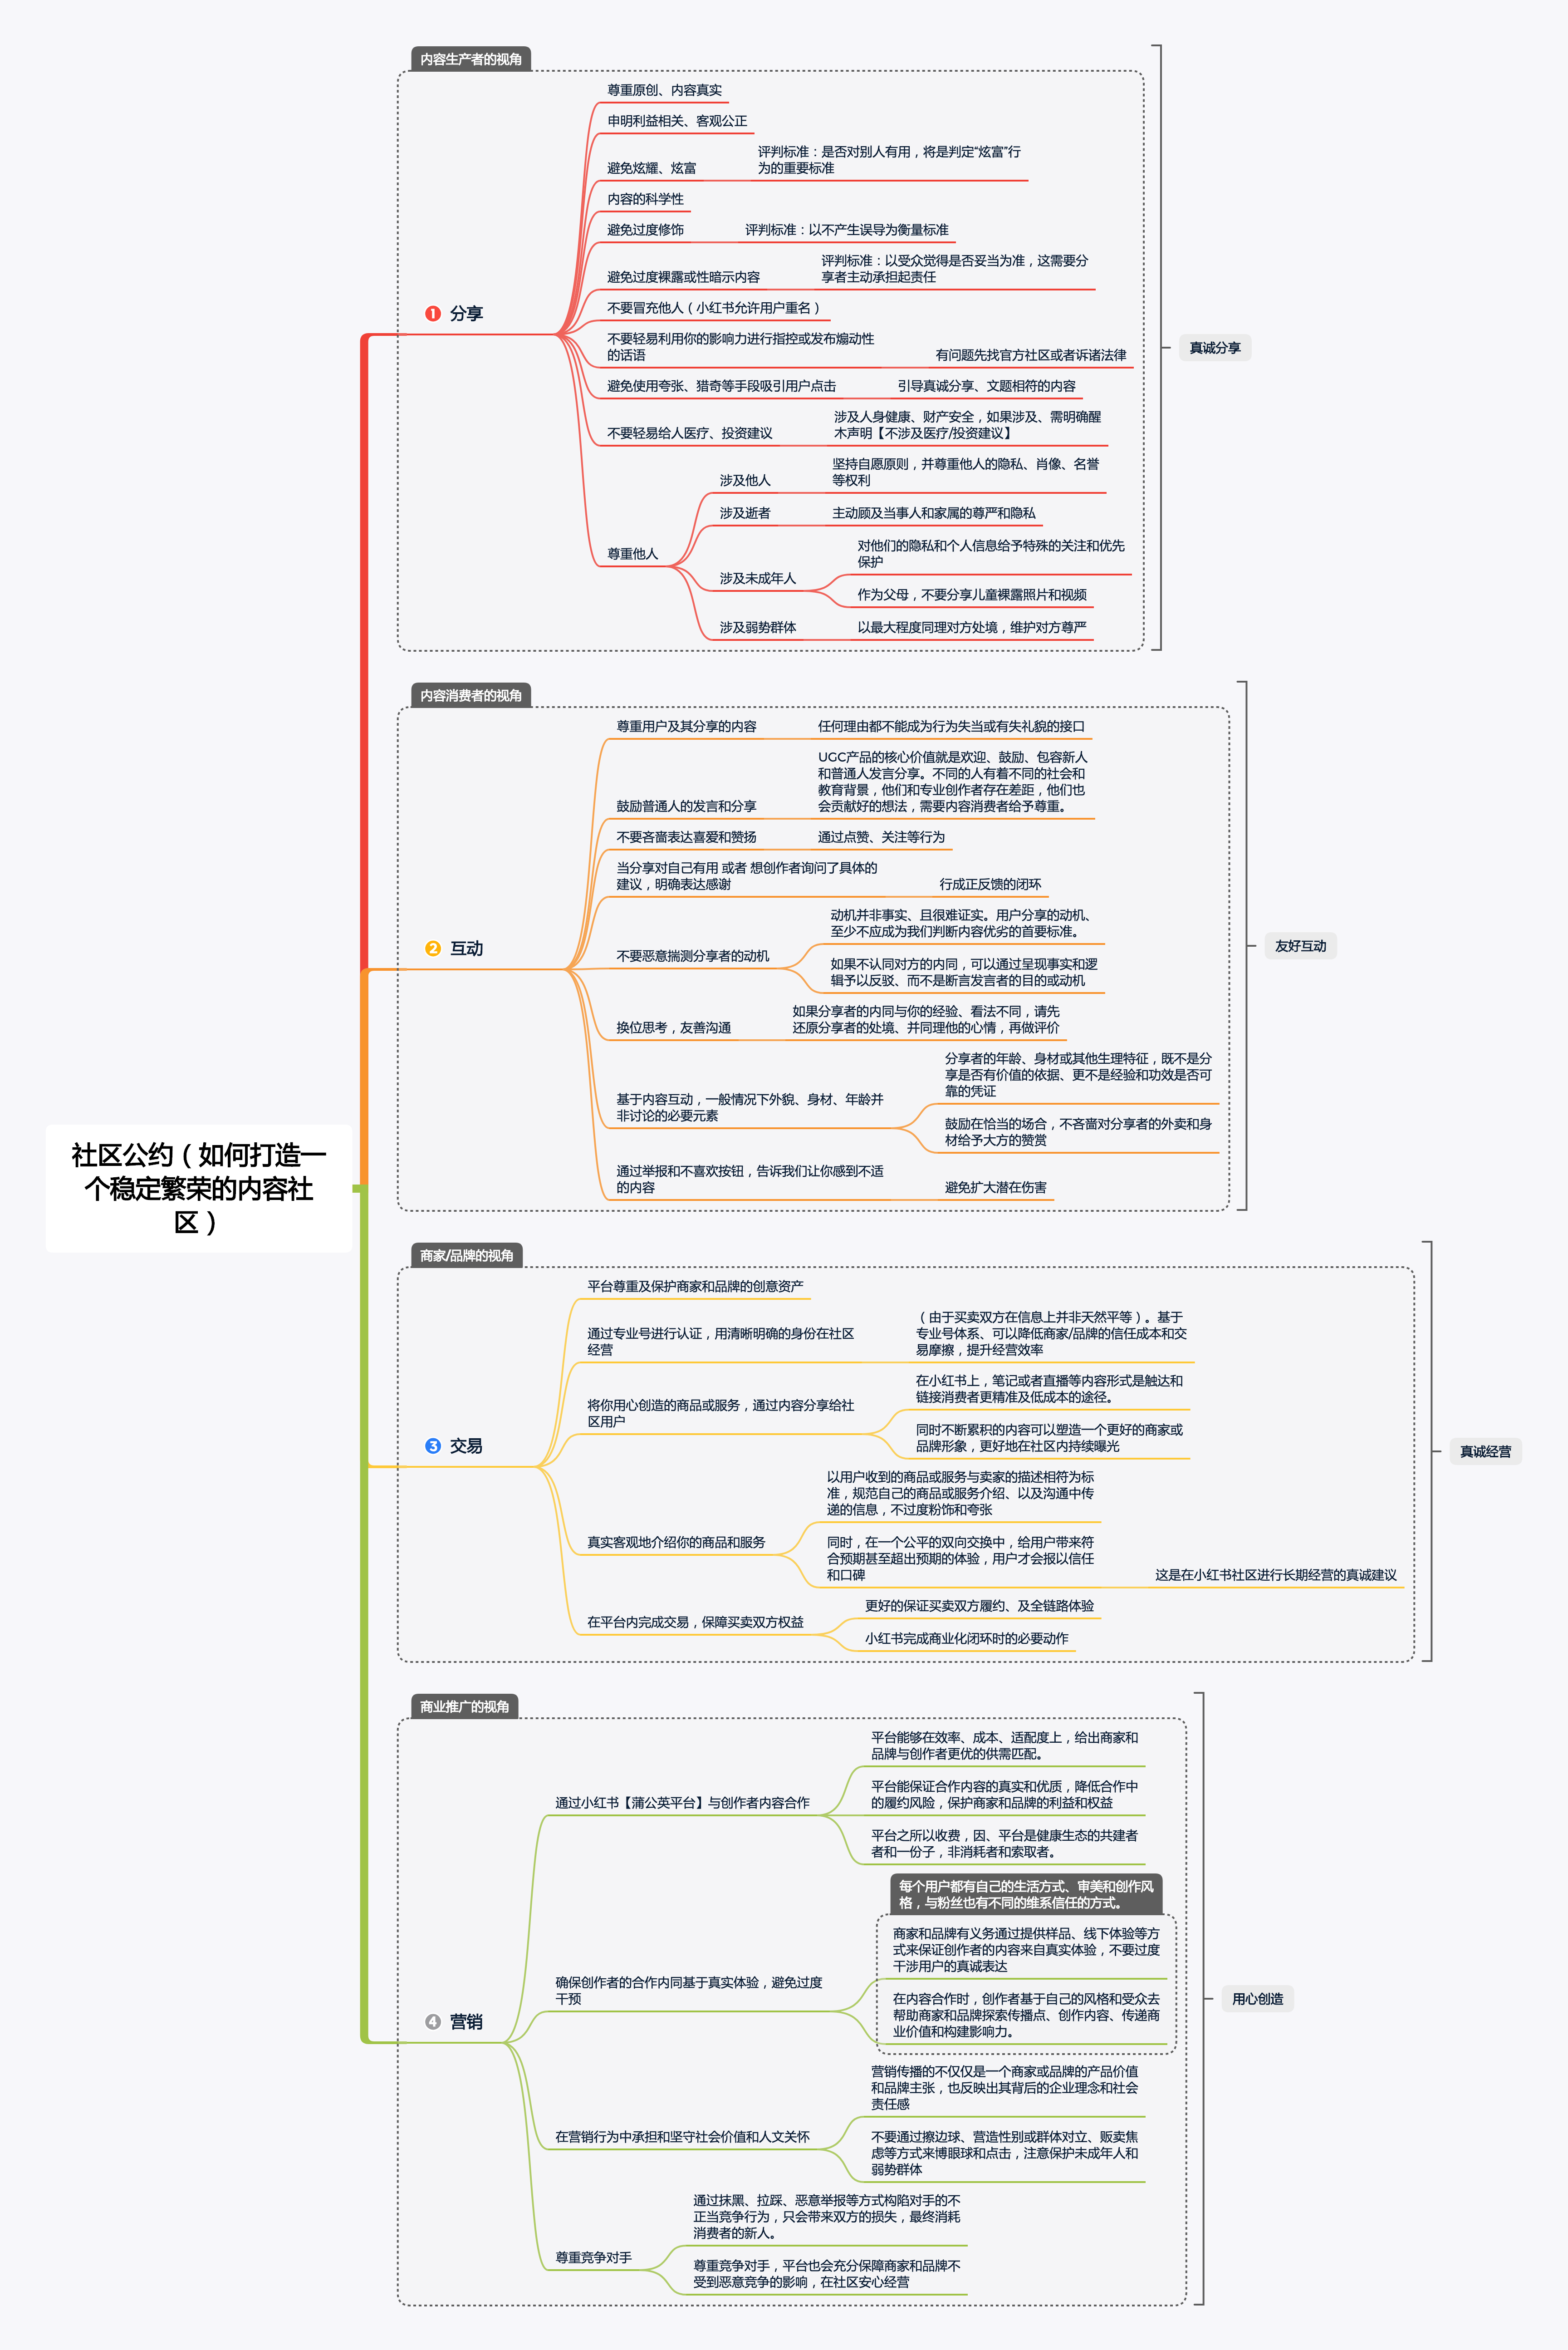 社区公约（如何打造一
个稳定繁荣的内容社
区）
内容生产者的视角
1 分享
尊重原创、内容真实
申明利益相关、客观公正
避免炫耀、炫富
评判标准：是否对别人有用，将是判定“炫富”行
为的重要标准
内容的科学性
避免过度修饰
评判标准：以不产生误导为衡量标准
避免过度裸露或性暗示内容
评判标准：以受众觉得是否妥当为准，这需要分
享者主动承担起责任
不要冒充他人（小红书允许用户重名）
不要轻易利用你的影响力进行指控或发布煽动性
的话语
有问题先找官方社区或者诉诸法律
避免使用夸张、猎奇等手段吸引用户点击
引导真诚分享、文题相符的内容
不要轻易给人医疗、投资建议
涉及人身健康、财产安全，如果涉及、需明确醒
木声明【不涉及医疗/投资建议】
尊重他人
涉及他人
坚持自愿原则，并尊重他人的隐私、肖像、名誉
等权利
涉及逝者
主动顾及当事人和家属的尊严和隐私
涉及未成年人
对他们的隐私和个人信息给予特殊的关注和优先
保护
作为父母，不要分享儿童裸露照片和视频
涉及弱势群体
以最大程度同理对方处境，维护对方尊严
真诚分享
内容消费者的视角
2 互动
尊重用户及其分享的内容
任何理由都不能成为行为失当或有失礼貌的接口
鼓励普通人的发言和分享
UGC产品的核心价值就是欢迎、鼓励、包容新人
和普通人发言分享。不同的人有着不同的社会和
教育背景，他们和专业创作者存在差距，他们也
会贡献好的想法，需要内容消费者给予尊重。
不要吝啬表达喜爱和赞扬
通过点赞、关注等行为
当分享对自己有用 或者 想创作者询问了具体的
建议，明确表达感谢
行成正反馈的闭环
不要恶意揣测分享者的动机
动机并非事实、且很难证实。用户分享的动机、
至少不应成为我们判断内容优劣的首要标准。
如果不认同对方的内同，可以通过呈现事实和逻
辑予以反驳、而不是断言发言者的目的或动机
换位思考，友善沟通
如果分享者的内同与你的经验、看法不同，请先
还原分享者的处境、并同理他的心情，再做评价
基于内容互动，一般情况下外貌、身材、年龄并
非讨论的必要元素
分享者的年龄、身材或其他生理特征，既不是分
享是否有价值的依据、更不是经验和功效是否可
靠的凭证
鼓励在恰当的场合，不吝啬对分享者的外卖和身
材给予大方的赞赏
通过举报和不喜欢按钮，告诉我们让你感到不适
的内容
避免扩大潜在伤害
友好互动
商家/品牌的视角
3 交易
平台尊重及保护商家和品牌的创意资产
通过专业号进行认证，用清晰明确的身份在社区
经营
（由于买卖双方在信息上并非天然平等）。基于
专业号体系、可以降低商家/品牌的信任成本和交
易摩擦，提升经营效率
将你用心创造的商品或服务，通过内容分享给社
区用户
在小红书上，笔记或者直播等内容形式是触达和
链接消费者更精准及低成本的途径。
同时不断累积的内容可以塑造一个更好的商家或
品牌形象，更好地在社区内持续曝光
真实客观地介绍你的商品和服务
以用户收到的商品或服务与卖家的描述相符为标
准，规范自己的商品或服务介绍、以及沟通中传
递的信息，不过度粉饰和夸张
同时，在一个公平的双向交换中，给用户带来符
合预期甚至超出预期的体验，用户才会报以信任
和口碑
这是在小红书社区进行长期经营的真诚建议
在平台内完成交易，保障买卖双方权益
更好的保证买卖双方履约、及全链路体验
小红书完成商业化闭环时的必要动作
真诚经营
商业推广的视角
4 营销
通过小红书【蒲公英平台】与创作者内容合作
平台能够在效率、成本、适配度上，给出商家和
品牌与创作者更优的供需匹配。
平台能保证合作内容的真实和优质，降低合作中
的履约风险，保护商家和品牌的利益和权益
平台之所以收费，因、平台是健康生态的共建者
者和一份子，非消耗者和索取者。
确保创作者的合作内同基于真实体验，避免过度
干预
每个用户都有自己的生活方式、审美和创作风
格，与粉丝也有不同的维系信任的方式。
商家和品牌有义务通过提供样品、线下体验等方
式来保证创作者的内容来自真实体验，不要过度
干涉用户的真诚表达
在内容合作时，创作者基于自己的风格和受众去
帮助商家和品牌探索传播点、创作内容、传递商
业价值和构建影响力。
在营销行为中承担和坚守社会价值和人文关怀
营销传播的不仅仅是一个商家或品牌的产品价值
和品牌主张，也反映出其背后的企业理念和社会
责任感
不要通过擦边球、营造性别或群体对立、贩卖焦
虑等方式来博眼球和点击，注意保护未成年人和
弱势群体
尊重竞争对手
通过抹黑、拉踩、恶意举报等方式构陷对手的不
正当竞争行为，只会带来双方的损失，最终消耗
消费者的新人。
尊重竞争对手，平台也会充分保障商家和品牌不
受到恶意竞争的影响，在社区安心经营
用心创造